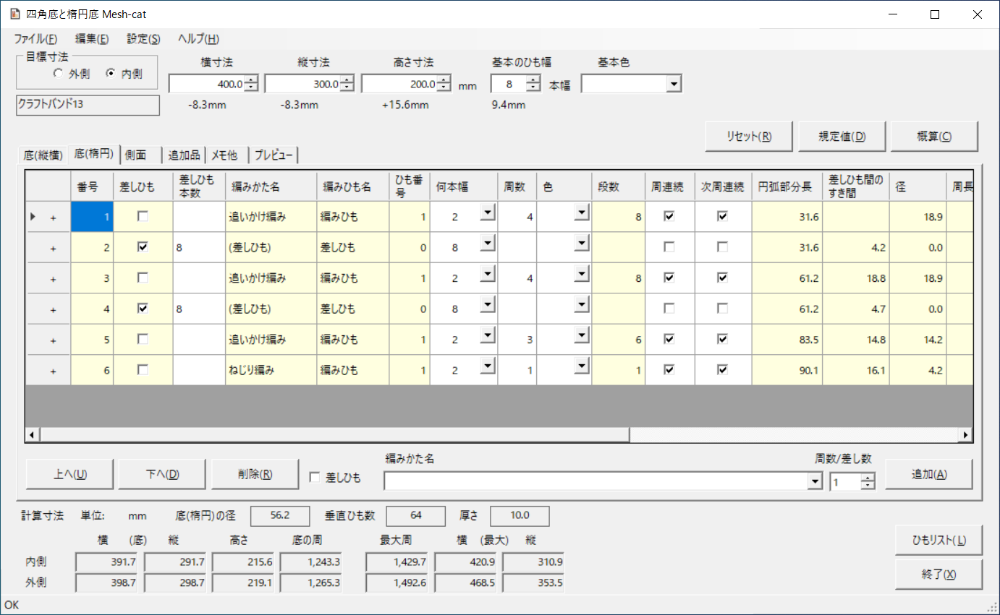 四角底と楕円底 Mesh-cat
ファイル(F) 編集(E) 設定(S) ヘルプ(H)
目標寸法
外側 内側
クラフトバンド13
横寸法 縦寸法 高さ寸法 基本のひも幅 基本色
400.0 300.0 200.0 mm 8 本幅
-8.3mm -8.3mm +15.6mm 9.4mm
リセット(R) 規定値(D) 概算(C)
底(縦横) 底(楕円) 側面 追加品 メモ他 プレビュー
番号 差しひも 差しひも本数 編みかた名 編みひも名 ひも番号 何本幅 周数 色 段数 周連続 次周連続 円弧部分長 差しひも間のすき間 径 周長
+ 1 追いかけ編み 編みひも 1 2 4 8 31.6 18.9
+ 2 8 (差しひも) 差しひも 0 8 31.6 4.2 0.0
+ 3 追いかけ編み 編みひも 1 2 4 8 61.2 18.8 18.9
+ 4 8 (差しひも) 差しひも 0 8 61.2 4.7 0.0
+ 5 追いかけ編み 編みひも 1 2 3 6 83.5 14.8 14.2
+ 6 ねじり編み 編みひも 1 2 1 1 90.1 16.1 4.2
上へ(U) 下へ(D) 削除(R) 差しひも 編みかた名 周数/差し数 1 追加(A)
計算寸法 単位: mm 底(楕円)の径 56.2 垂直ひも数 64 厚さ 10.0
横 (底) 縦 高さ 底の周 最大周 横 (最大) 縦
内側 391.7 291.7 215.6 1,243.3 1,429.7 420.9 310.9
外側 398.7 298.7 219.1 1,265.3 1,492.6 468.5 353.5
ひもリスト(L)
終了(X)
OK